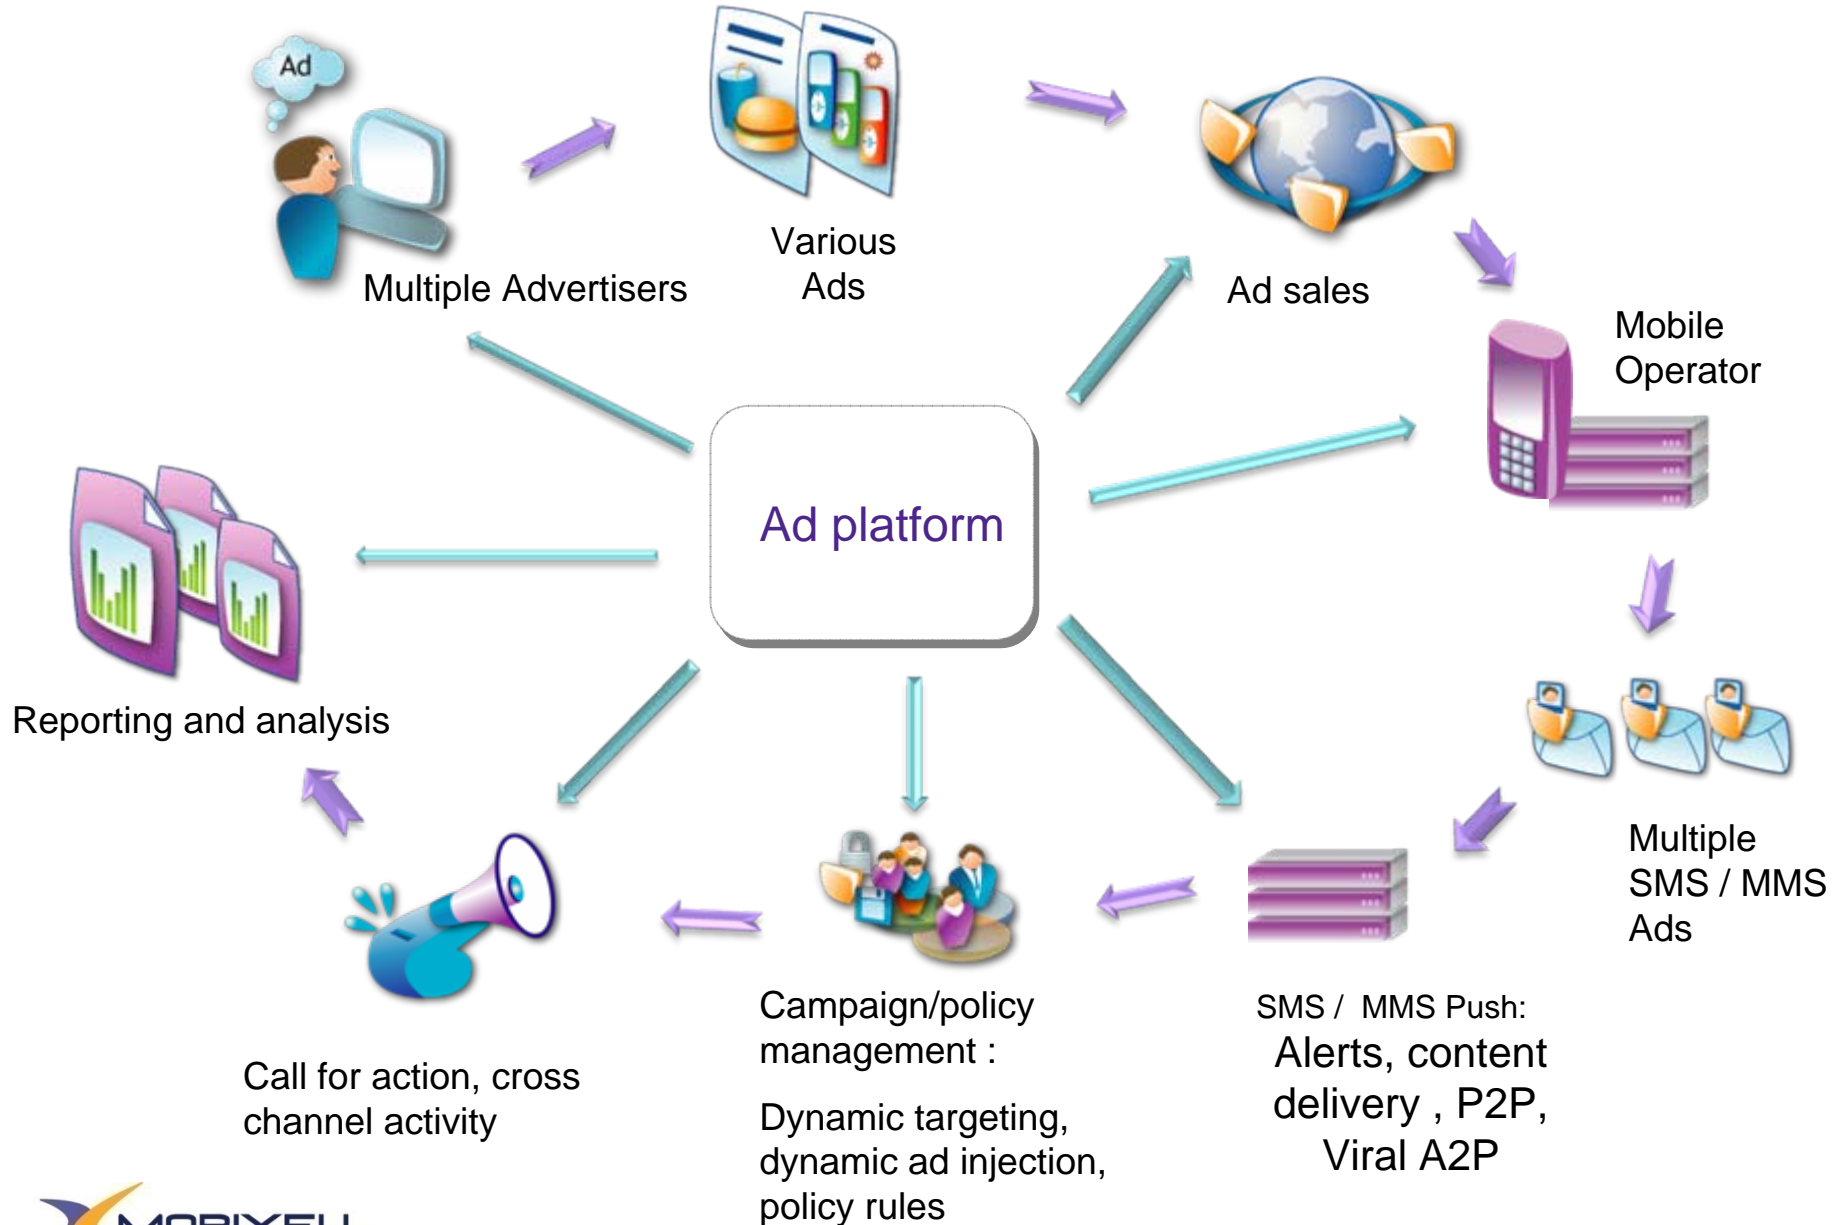 Ad
Various
Ads
Multiple Advertisers
Ad sales
Mobile
Operator
Ad platform
Reporting and analysis
Multiple
SMS / MMS
Ads
SMS / MMS Push:
Alerts, content
delivery , P2P,
Viral A2P
Campaign/policy
management :
Dynamic targeting,
dynamic ad injection,
policy rules
Call for action, cross
channel activity
MOBIXELL